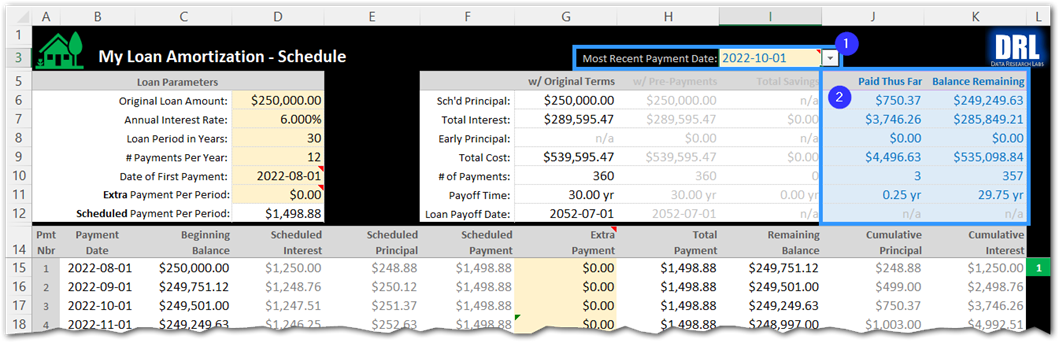 A B C D E F G H I J K L
1
3 My Loan Amortization - Schedule Most Recent Payment Date: 2022-10-01 1 DRL
DATA RESEARCH LABS
5 Loan Parameters w/ Original Terms w/ Pre-Payments Total Savings Paid Thus Far Balance Remaining
6 Original Loan Amount: $250,000.00 Sch'd Principal: $250,000.00 $250,000.00 n/a 2 $750.37 $249,249.63
7 Annual Interest Rate: 6.000% Total Interest: $289,595.47 $289,595.47 $0.00 $3,746.26 $285,849.21
8 Loan Period in Years: 30 Early Principal: n/a $0.00 n/a $0.00 $0.00
9 # Payments Per Year: 12 Total Cost: $539,595.47 $539,595.47 $0.00 $4,496.63 $535,098.84
10 Date of First Payment: 2022-08-01 # of Payments: 360 360 0 3 357
11 Extra Payment Per Period: $0.00 Payoff Time: 30.00 yr 30.00 yr 0.00 yr 0.25 yr 29.75 yr
12 Scheduled Payment Per Period: $1,498.88 Loan Payoff Date: 2052-07-01 2052-07-01 n/a n/a n/a
Pmt Payment Beginning Scheduled Scheduled Scheduled Extra Total Remaining Cumulative Cumulative
14 Nbr Date Balance Interest Principal Payment Payment Payment Balance Principal Interest
15 1 2022-08-01 $250,000.00 $1,250.00 $248.88 $1,498.88 $0.00 $1,498.88 $249,751.12 $248.88 $1,250.00 1
16 2 2022-09-01 $249,751.12 $1,248.76 $250.12 $1,498.88 $0.00 $1,498.88 $249,501.00 $499.00 $2,498.76
17 3 2022-10-01 $249,501.00 $1,247.51 $251.37 $1,498.88 $0.00 $1,498.88 $249,249.63 $750.37 $3,746.26
18 4 2022-11-01 $249,249.63 $1,246.25 $252.63 $1,498.88 $0.00 $1,498.88 $248,997.00 $1,003.00 $4,992.51